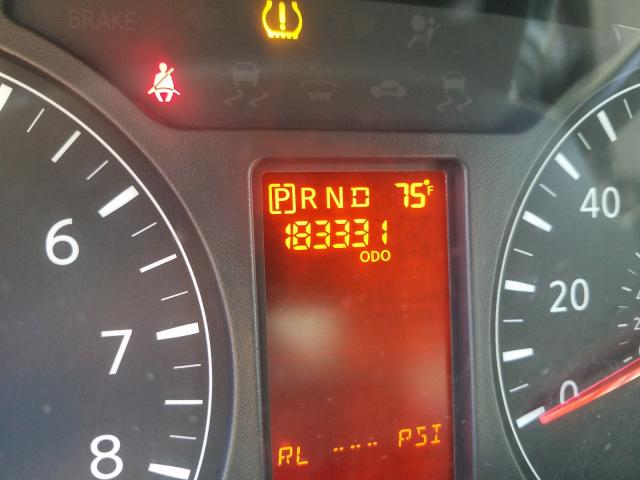 BRAKE
P R N D 75°F
183331
ODO
RL --- PSI
6
7
8
40
20
0